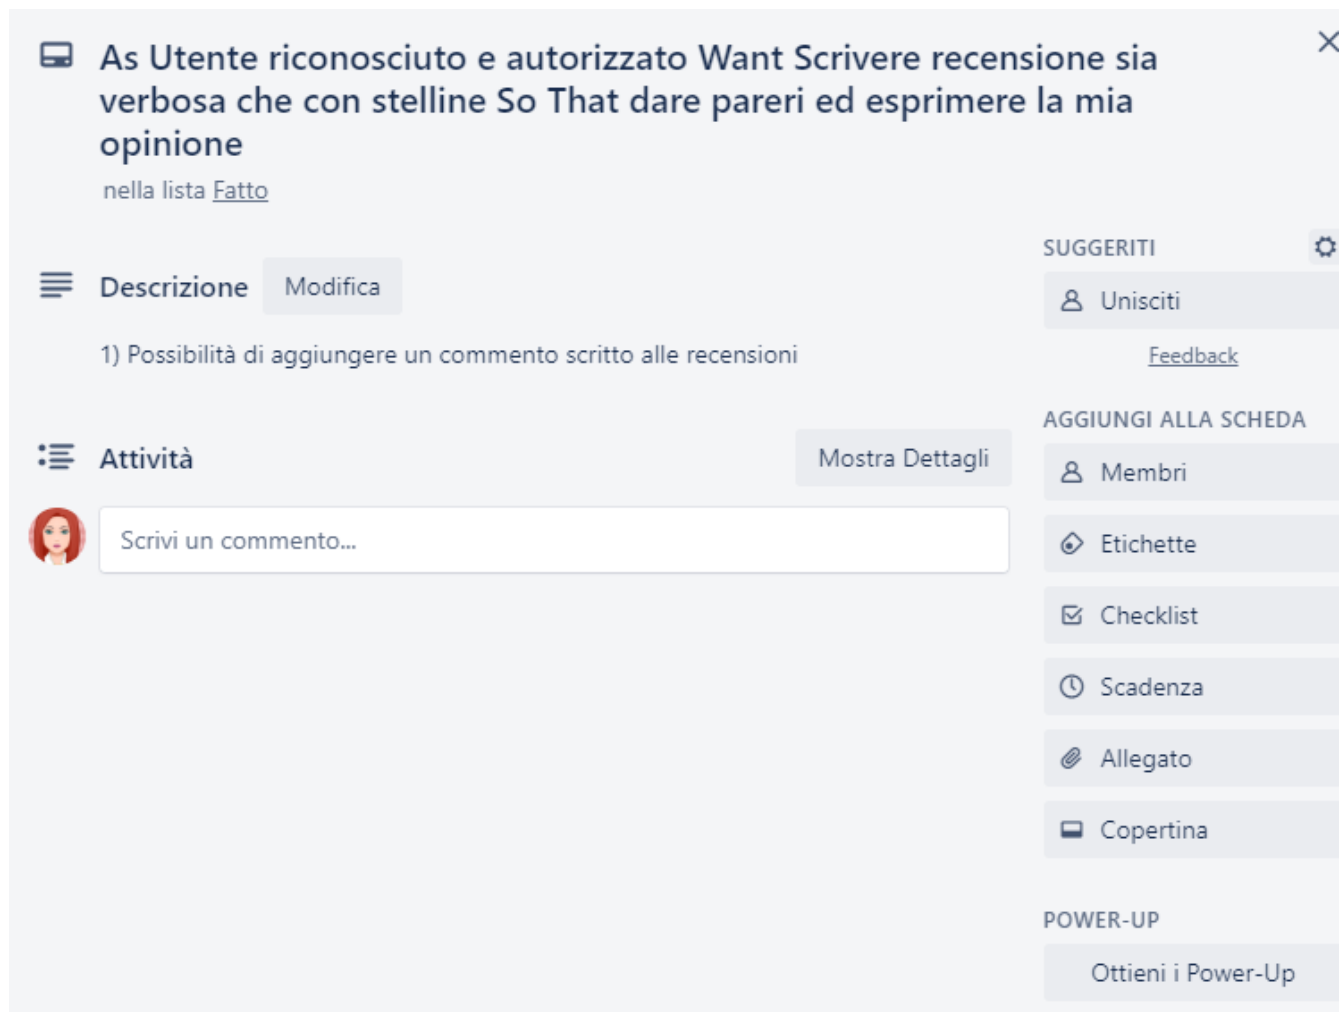 As Utente riconosciuto e autorizzato Want Scrivere recensione sia
verbosa che con stelline So That dare pareri ed esprimere la mia
opinione
nella lista Fatto
Descrizione
Modifica
1) Possibilità di aggiungere un commento scritto alle recensioni
Attività
Mostra Dettagli
Scrivi un commento...
SUGGERITI
Unisciti
Feedback
AGGIUNGI ALLA SCHEDA
Membri
Etichette
Checklist
Scadenza
Allegato
Copertina
POWER-UP
Ottieni i Power-Up